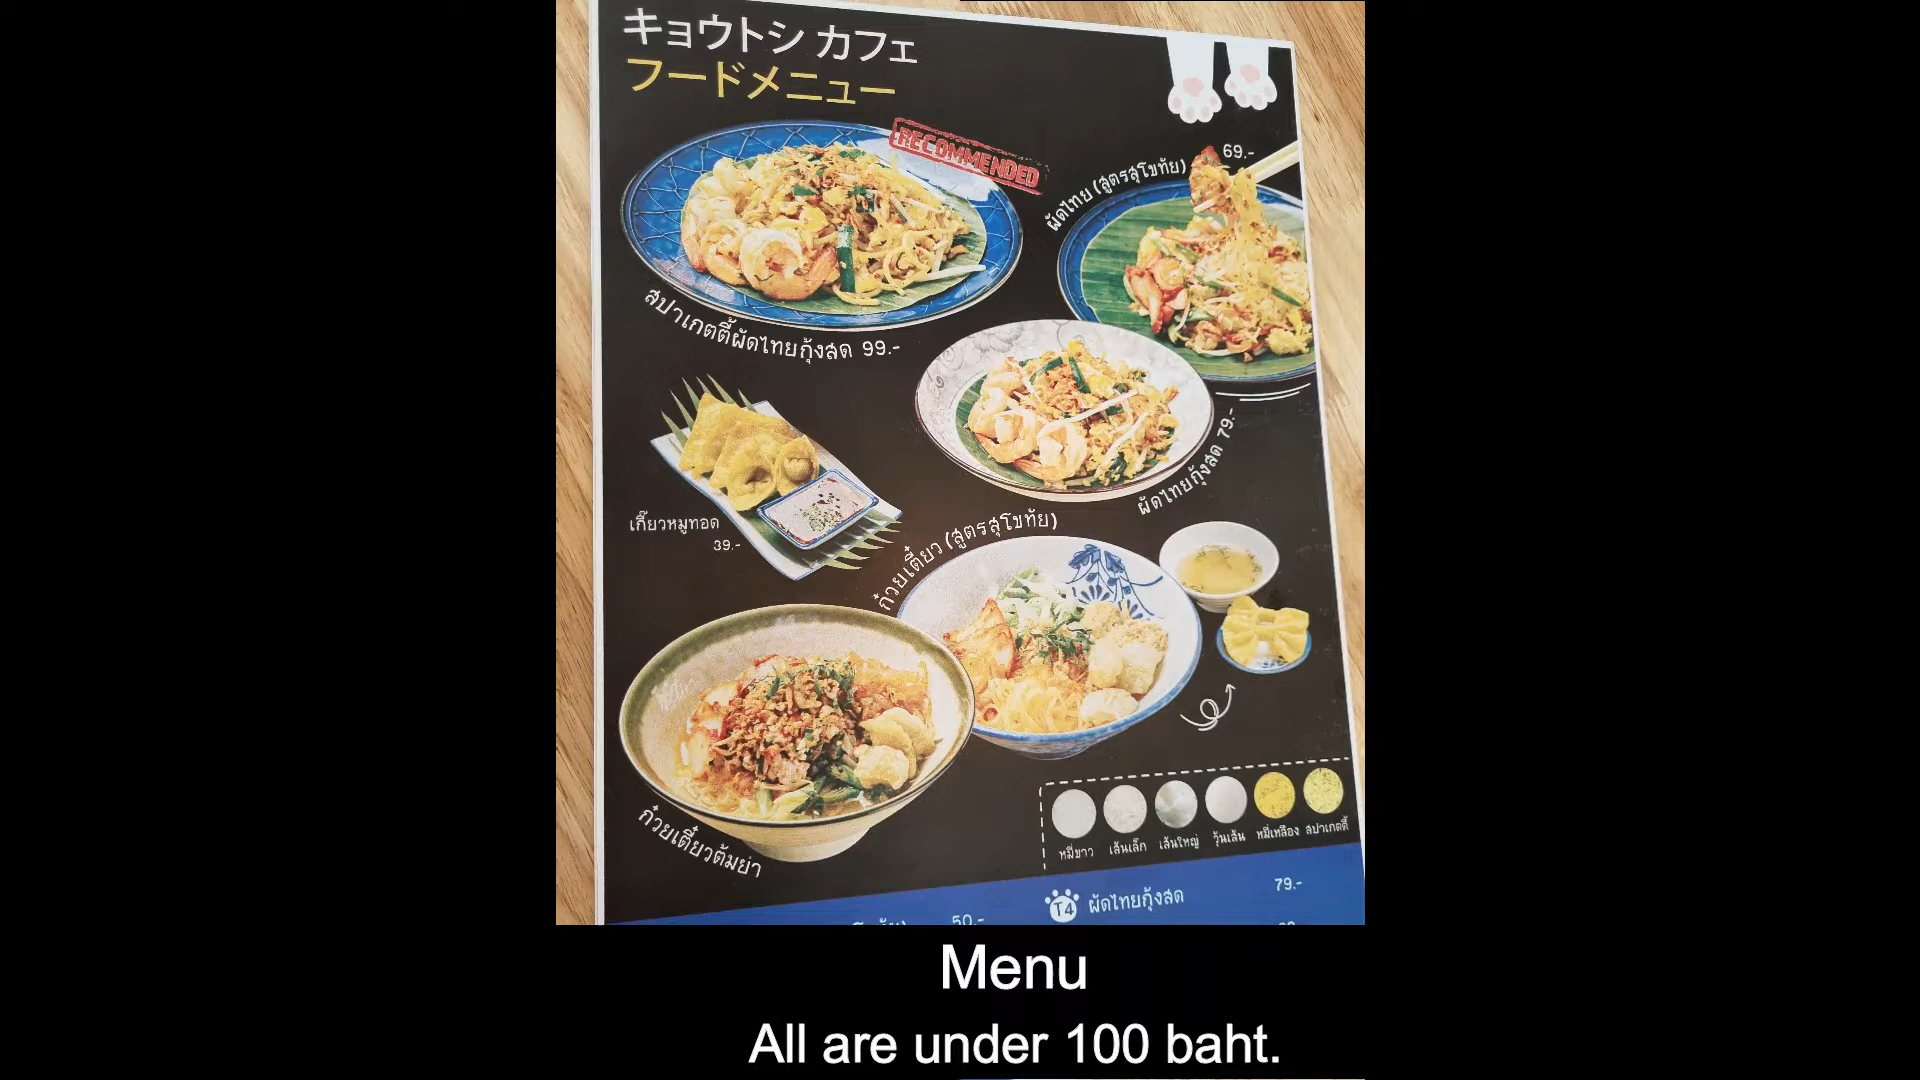 キョウトシ カフェ
フードメニュー
RECOMMENDED
ผัดไทย (สูตรสุโขทัย) 69.-
สปาเกตตี้ผัดไทยกุ้งสด 99.-
ผัดไทยกุ้งสด 79.-
เกี๊ยวหมูทอด
39.-
ก๋วยเตี๋ยว (สูตรสุโขทัย)
ก๋วยเตี๋ยวต้มยำ
หมี่ขาว เส้นเล็ก เส้นใหญ่ วุ้นเส้น หมี่เหลือง สปาเกตตี้
T4 ผัดไทยกุ้งสด 79.-
50.-
Menu
All are under 100 baht.